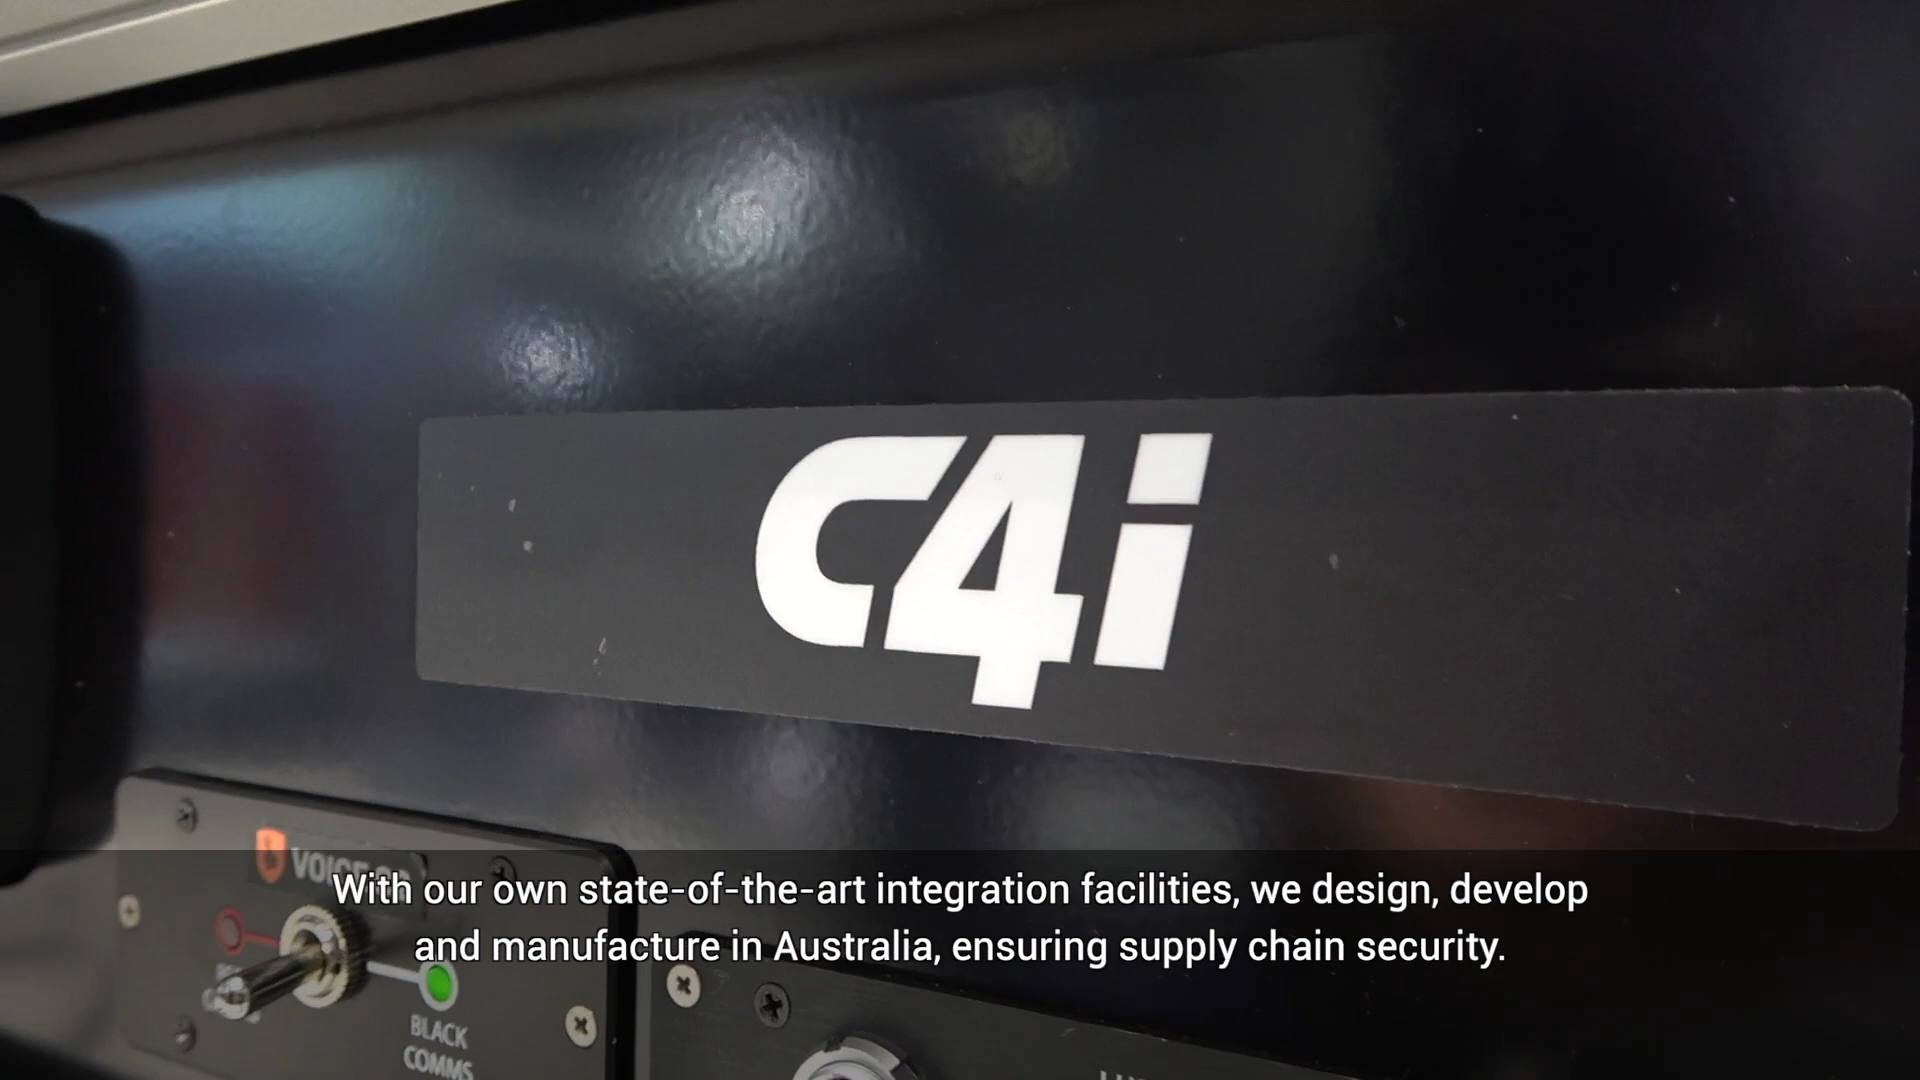 C4i
With our own state-of-the-art integration facilities, we design, develop
and manufacture in Australia, ensuring supply chain security.
BLACK
COMMS